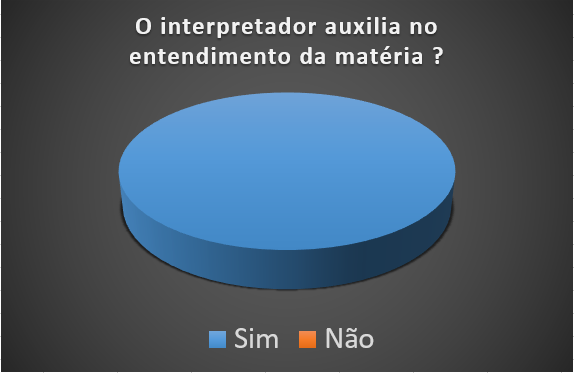 O interpretador auxilia no
entendimento da matéria ?
Sim Não